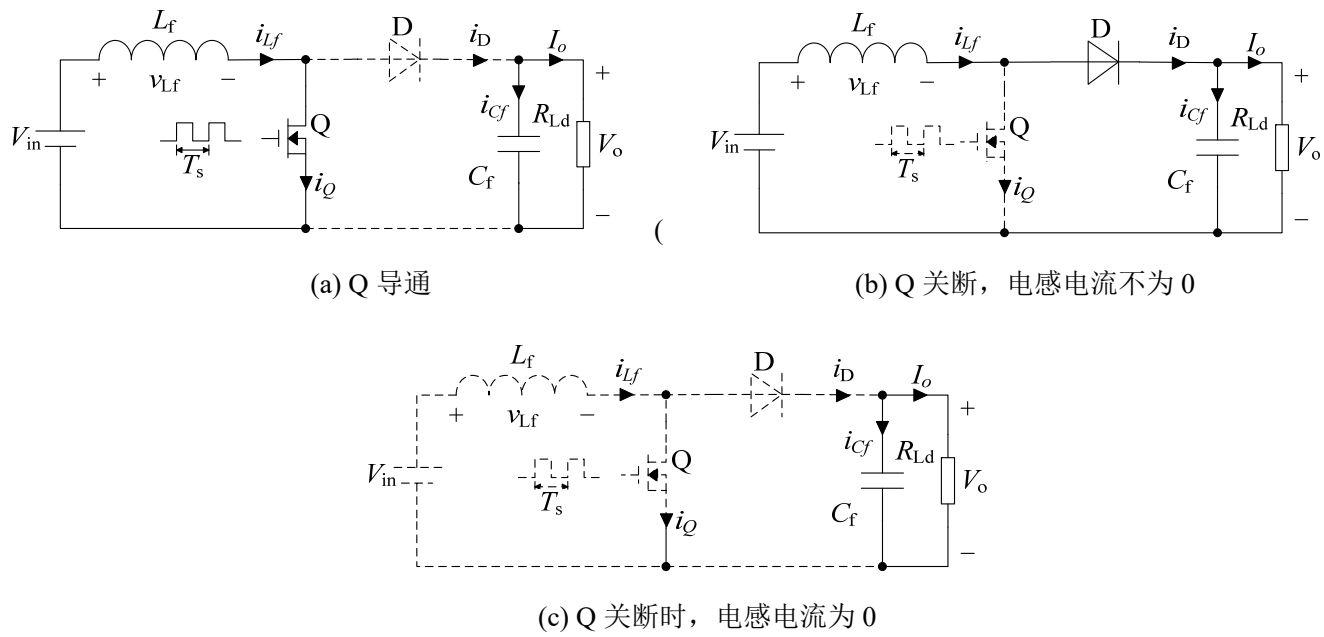 L_f i_Lf D i_D I_o
+ v_Lf − +
i_Cf R_Ld
V_in Q V_o
T_s
i_Q C_f
−
(a) Q 导通
L_f i_Lf D i_D I_o
+ v_Lf − +
i_Cf R_Ld
V_in Q V_o
T_s
i_Q C_f
−
(
(b) Q 关断，电感电流不为 0
L_f i_Lf D i_D I_o
+ v_Lf − +
i_Cf R_Ld
V_in Q V_o
T_s
i_Q C_f
−
(c) Q 关断时，电感电流为 0